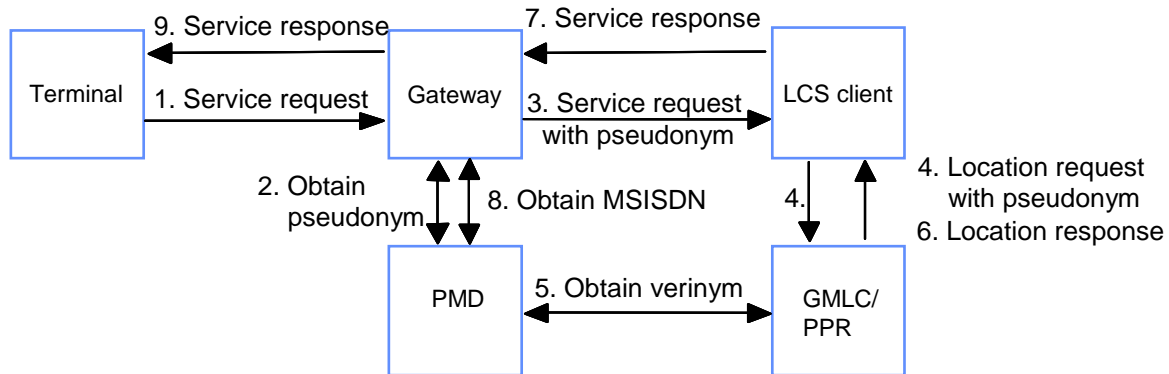 9. Service response
7. Service response
Terminal
Gateway
LCS client
1. Service request
3. Service request
with pseudonym
2. Obtain
pseudonym
8. Obtain MSISDN
4.
4. Location request
with pseudonym
6. Location response
PMD
5. Obtain verinym
GMLC/
PPR